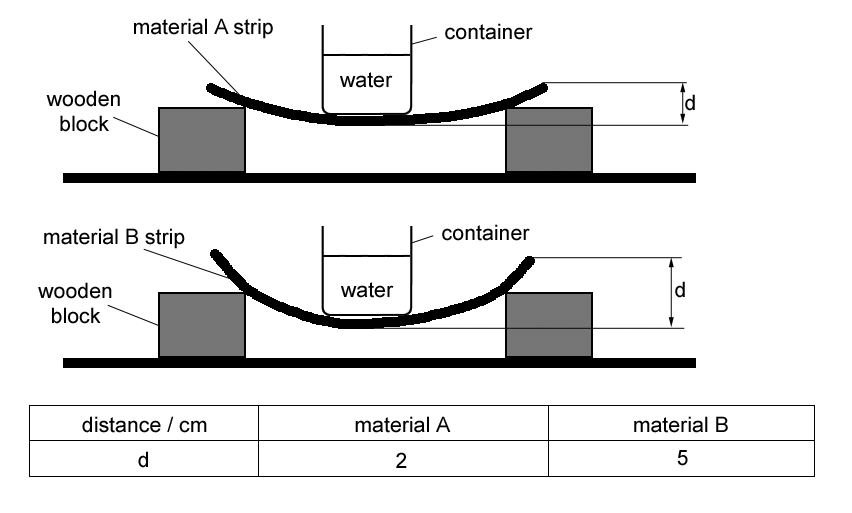 material A strip
container
water
wooden
block
d
material B strip
container
water
wooden
block
d
distance / cm material A material B
d 2 5